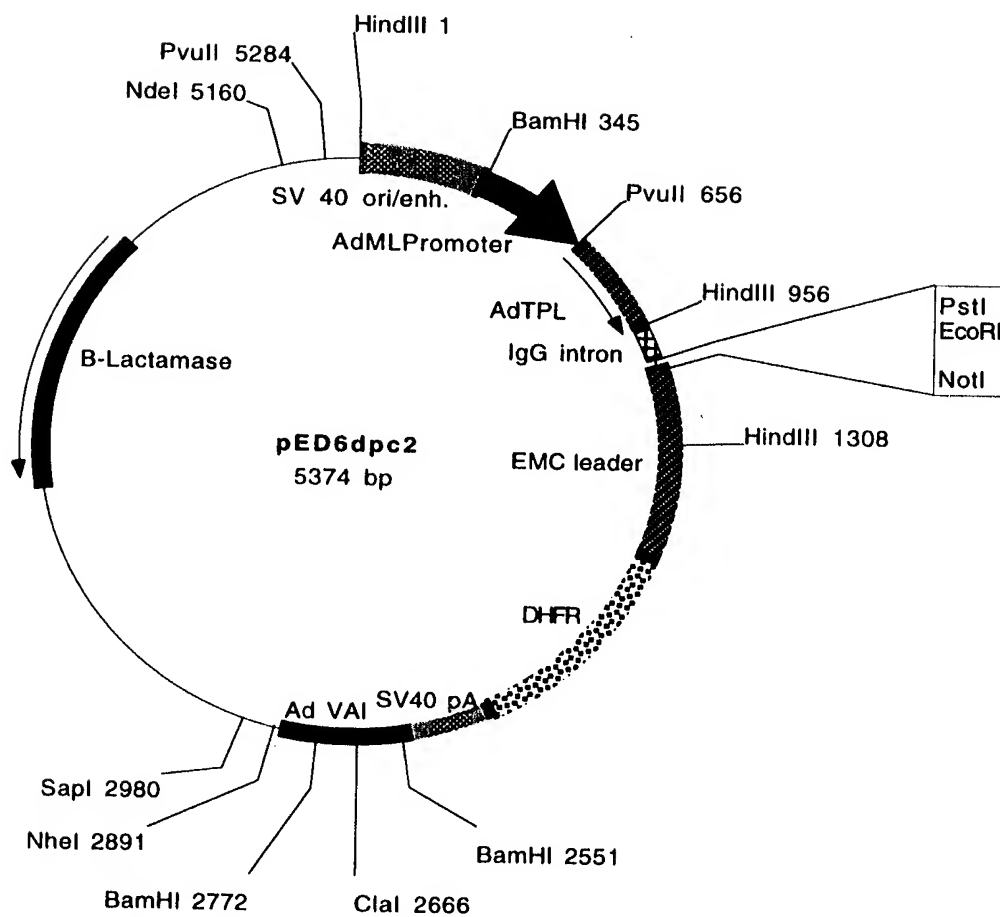 HindIII 1
PvuII 5284
NdeI 5160
BamHI 345
SV 40 ori/enh.
PvuII 656
AdMLPromoter
HindIII 956
AdTPL
PstI
EcoRI
IgG intron
NotI
B-Lactamase
HindIII 1308
pED6dpc2
5374 bp
EMC leader
DHFR
SV40 pA
Ad VAI
SapI 2980
NheI 2891
BamHI 2551
BamHI 2772
ClaI 2666